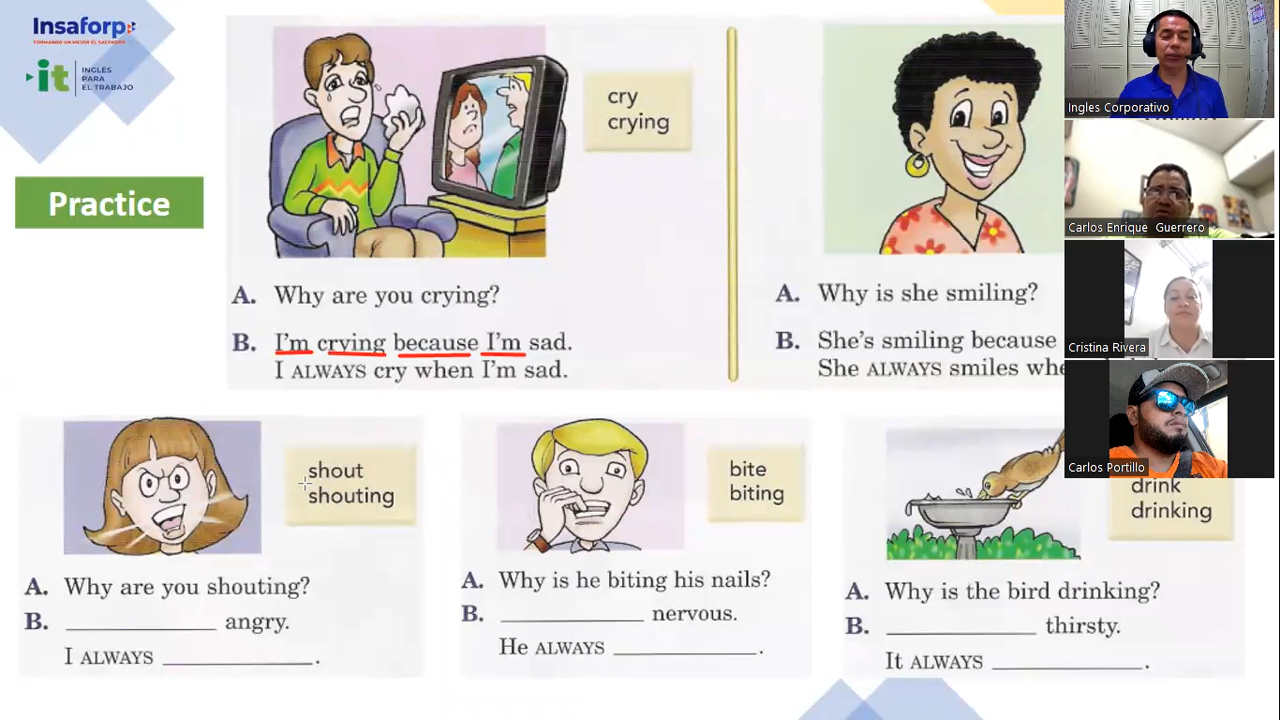 Insaforp
FORMANDO UN MEJOR EL SALVADOR
it
INGLES
PARA
EL TRABAJO
Practice
cry
crying
A. Why are you crying?
B. I'm crying because I'm sad.
I ALWAYS cry when I'm sad.
A. Why is she smiling?
B. She's smiling because
She ALWAYS smiles
shout
shouting
A. Why are you shouting?
B. ____________ angry.
I ALWAYS ____________.
bite
biting
A. Why is he biting his nails?
B. ____________ nervous.
He ALWAYS ____________.
drink
drinking
A. Why is the bird drinking?
B. ____________ thirsty.
It ALWAYS ____________.
Ingles Corporativo
Carlos Enrique Guerrero
Cristina Rivera
Carlos Portillo